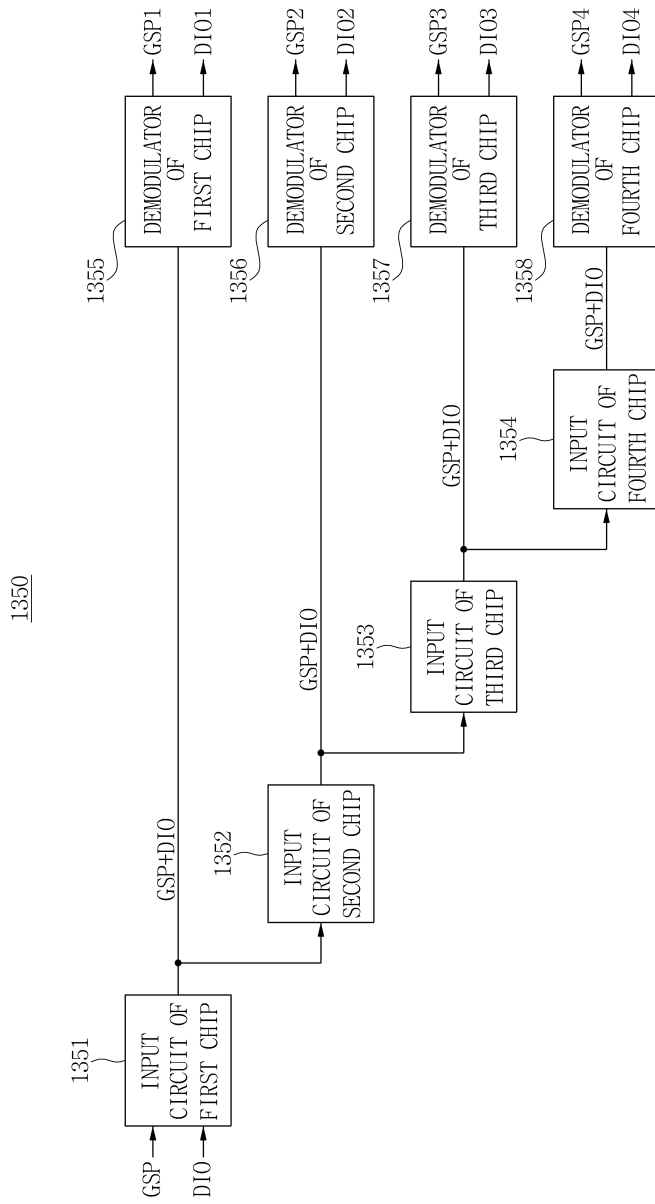 1350
GSP
DIO
1351
INPUT
CIRCUIT OF
FIRST CHIP
GSP+DIO
1355
DEMODULATOR
OF
FIRST CHIP
GSP1
DIO1
1352
INPUT
CIRCUIT OF
SECOND CHIP
GSP+DIO
1356
DEMODULATOR
OF
SECOND CHIP
GSP2
DIO2
1353
INPUT
CIRCUIT OF
THIRD CHIP
GSP+DIO
1357
DEMODULATOR
OF
THIRD CHIP
GSP3
DIO3
1354
INPUT
CIRCUIT OF
FOURTH CHIP
GSP+DIO
1358
DEMODULATOR
OF
FOURTH CHIP
GSP4
DIO4